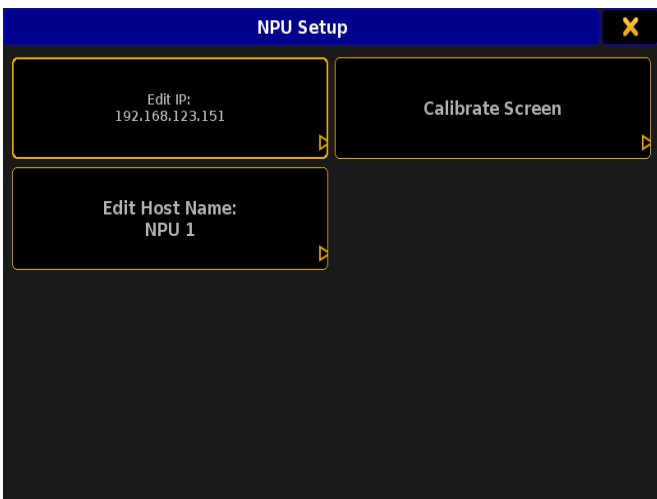 NPU Setup
Edit IP:
192.168.123.151
Calibrate Screen
Edit Host Name:
NPU 1